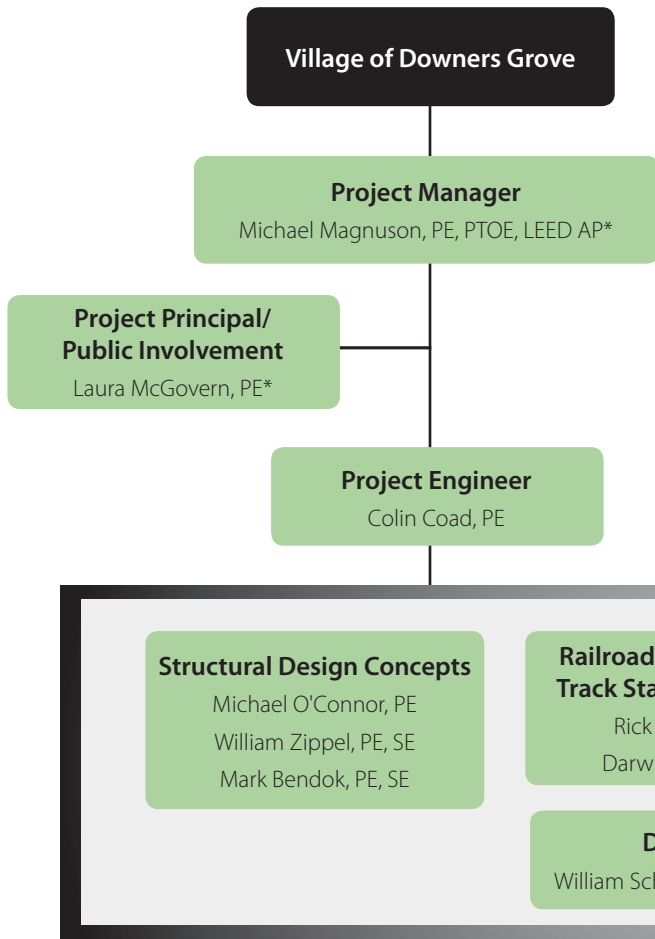 Village of Downers Grove
Project Manager
Michael Magnuson, PE, PTOE, LEED AP*
Project Principal/
Public Involvement
Laura McGovern, PE*
Project Engineer
Colin Coad, PE
Structural Design Concepts
Michael O'Connor, PE
William Zippel, PE, SE
Mark Bendok, PE, SE
Railroad
Track
Rick
William